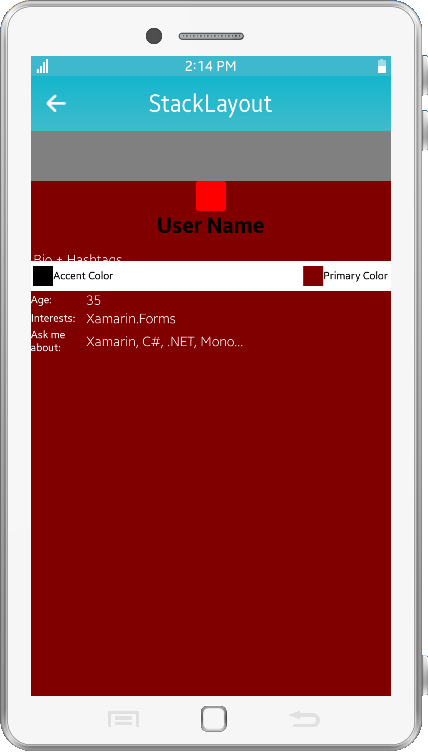 2:14 PM
StackLayout
User Name
Bio + Hashtags
Accent Color
Primary Color
Age: 35
Interests: Xamarin.Forms
Ask me about: Xamarin, C#, .NET, Mono...